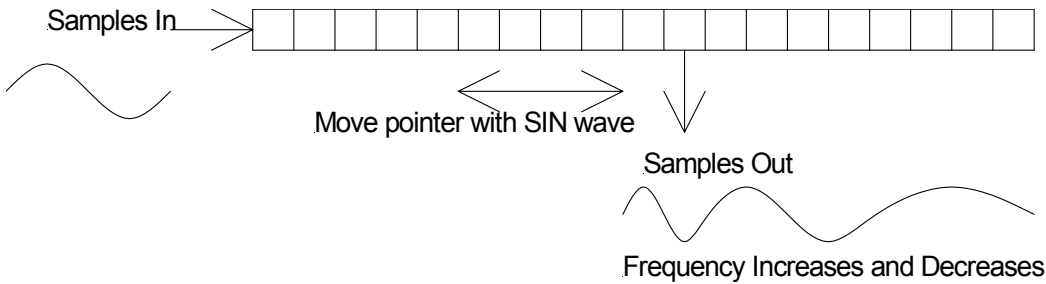 Samples In
Move pointer with SIN wave
Samples Out
Frequency Increases and Decreases